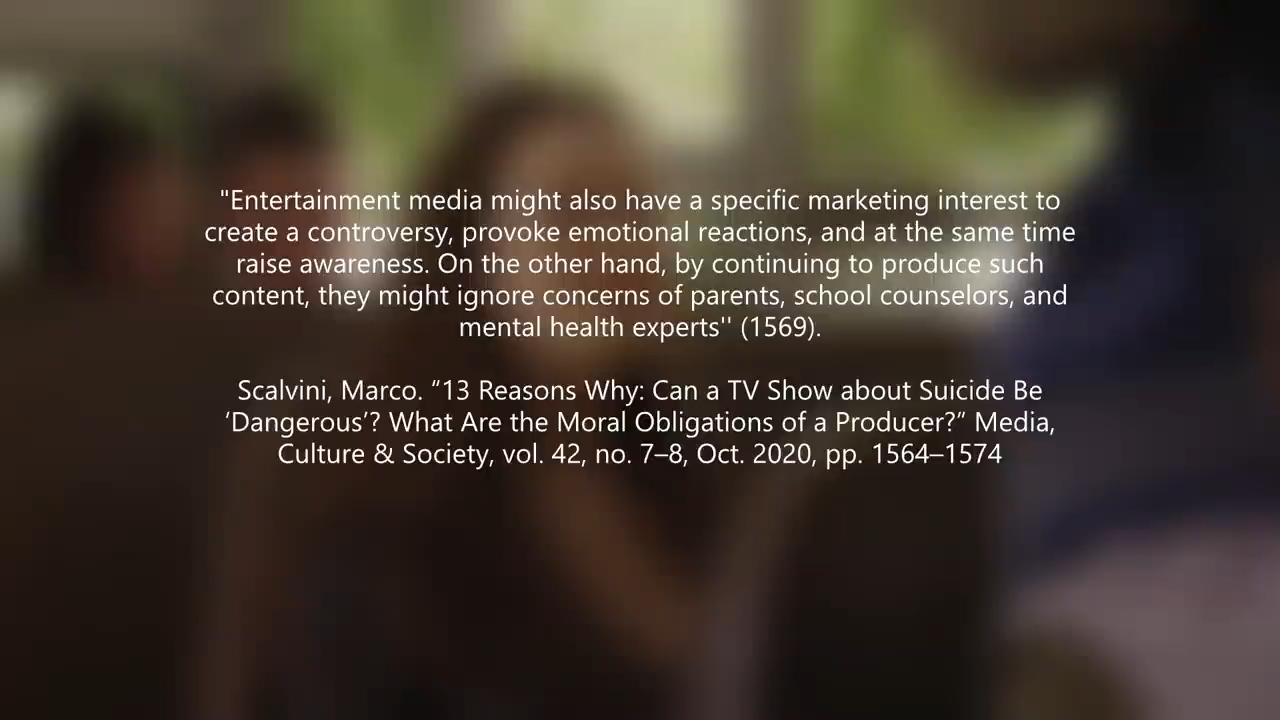 "Entertainment media might also have a specific marketing interest to
create a controversy, provoke emotional reactions, and at the same time
raise awareness. On the other hand, by continuing to produce such
content, they might ignore concerns of parents, school counselors, and
mental health experts'' (1569).
Scalvini, Marco. “13 Reasons Why: Can a TV Show about Suicide Be
‘Dangerous’? What Are the Moral Obligations of a Producer?” Media,
Culture & Society, vol. 42, no. 7–8, Oct. 2020, pp. 1564–1574